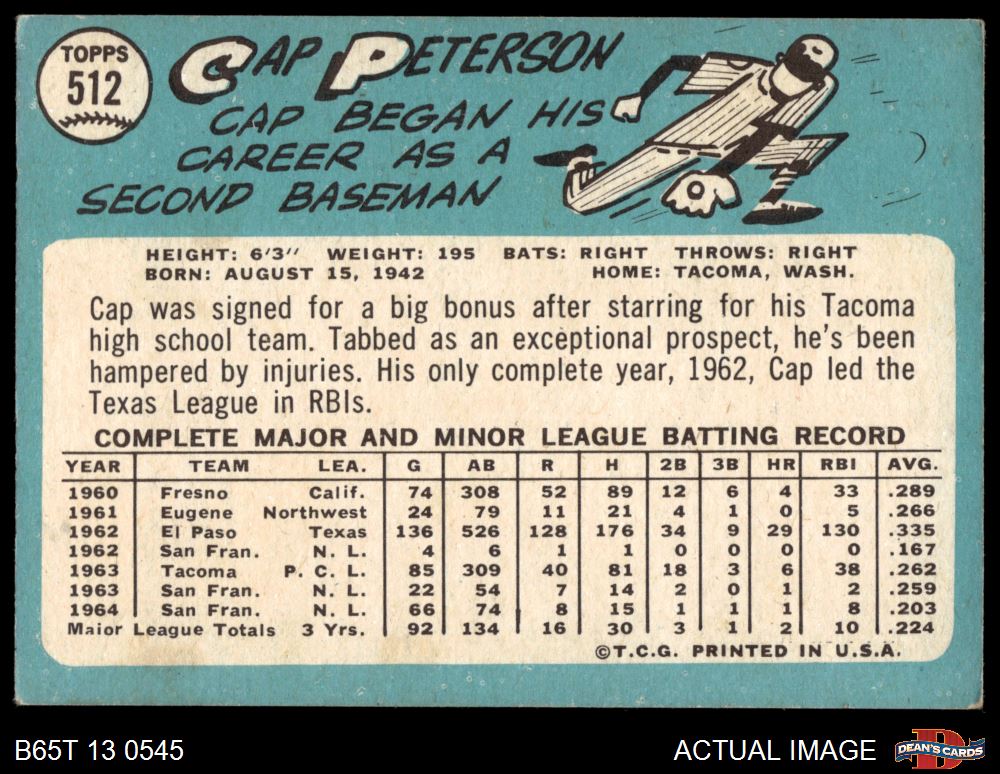 TOPPS
512
CAP PETERSON
CAP BEGAN HIS
CAREER AS A
SECOND BASEMAN
HEIGHT: 6'3" WEIGHT: 195 BATS: RIGHT THROWS: RIGHT
BORN: AUGUST 15, 1942 HOME: TACOMA, WASH.
Cap was signed for a big bonus after starring for his Tacoma
high school team. Tabbed as an exceptional prospect, he's been
hampered by injuries. His only complete year, 1962, Cap led the
Texas League in RBIs.
COMPLETE MAJOR AND MINOR LEAGUE BATTING RECORD
YEAR TEAM LEA. G AB R H 2B 3B HR RBI AVG.
1960 Fresno Calif. 74 308 52 89 12 6 4 33 .289
1961 Eugene Northwest 24 79 11 21 4 1 0 5 .266
1962 El Paso Texas 136 526 128 176 34 9 29 130 .335
1962 San Fran. N. L. 4 6 1 1 0 0 0 0 .167
1963 Tacoma P. C. L. 85 309 40 81 18 3 6 38 .262
1963 San Fran. N. L. 22 54 7 14 2 0 1 2 .259
1964 San Fran. N. L. 66 74 8 15 1 1 1 8 .203
Major League Totals 3 Yrs. 92 134 16 30 3 1 2 10 .224
©T.C.G. PRINTED IN U.S.A.
B65T 13 0545 ACTUAL IMAGE DEAN'S CARDS